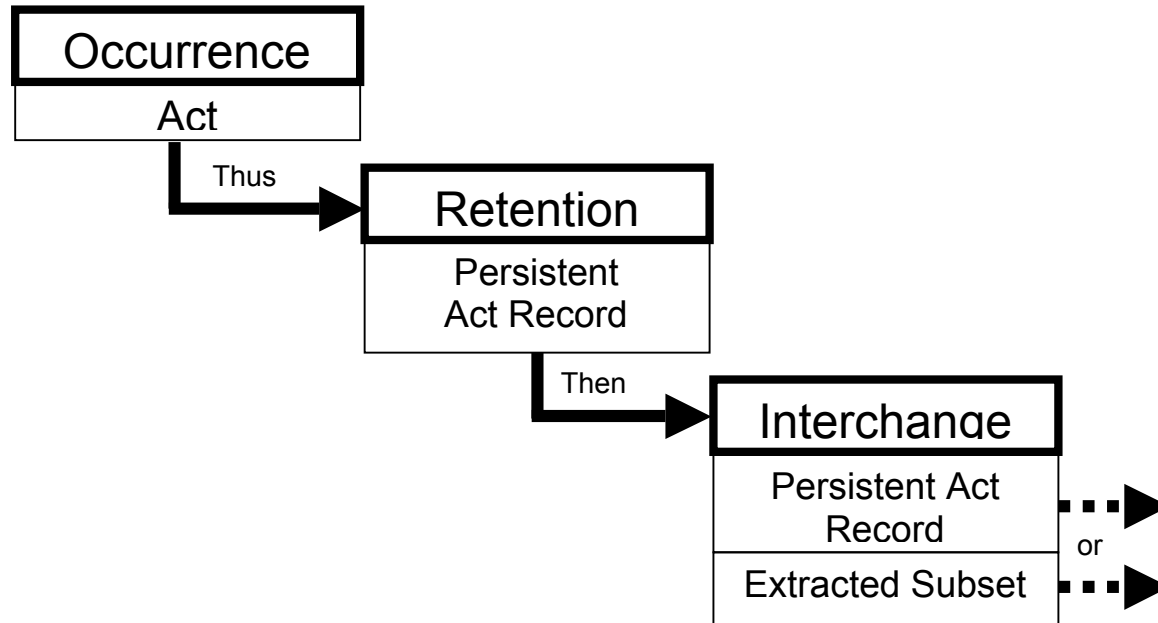 Occurrence
Act
Thus
Retention
Persistent
Act Record
Then
Interchange
Persistent Act
Record
or
Extracted Subset